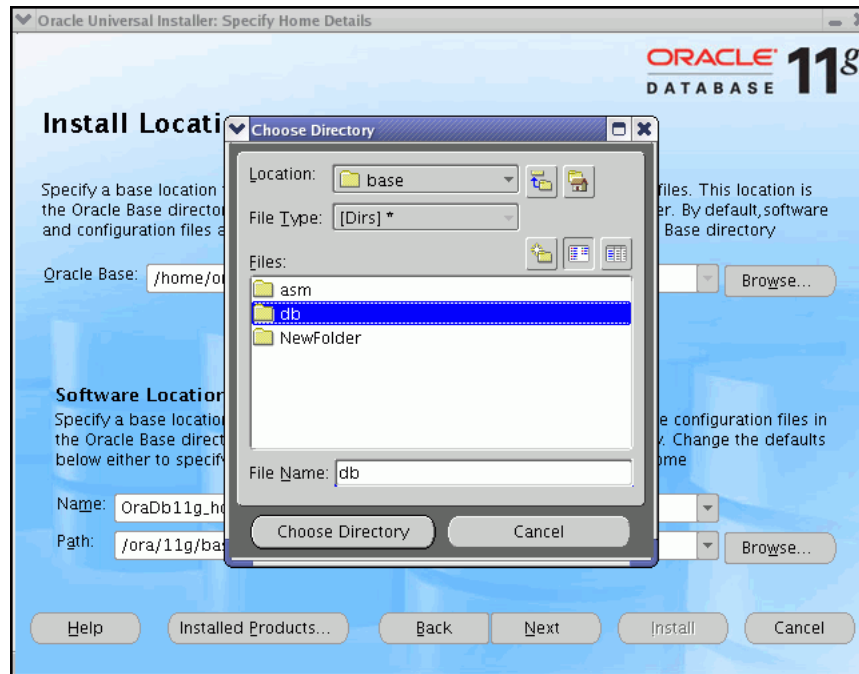 Oracle Universal Installer: Specify Home Details
ORACLE 11g
DATABASE
Install Locati
Choose Directory
Location: base
Specify a base location files. This location is
the Oracle Base director er. By default, software
File Type: [Dirs] *
and configuration files a Base directory
Files:
Oracle Base: /home/or Browse...
asm
db
NewFolder
Software Location
Specify a base location e configuration files in
the Oracle Base direct y. Change the defaults
below either to specify ome
File Name: db
Name: OraDb11g_ho
Choose Directory Cancel
Path: /ora/11g/bas Browse...
Help Installed Products... Back Next Install Cancel